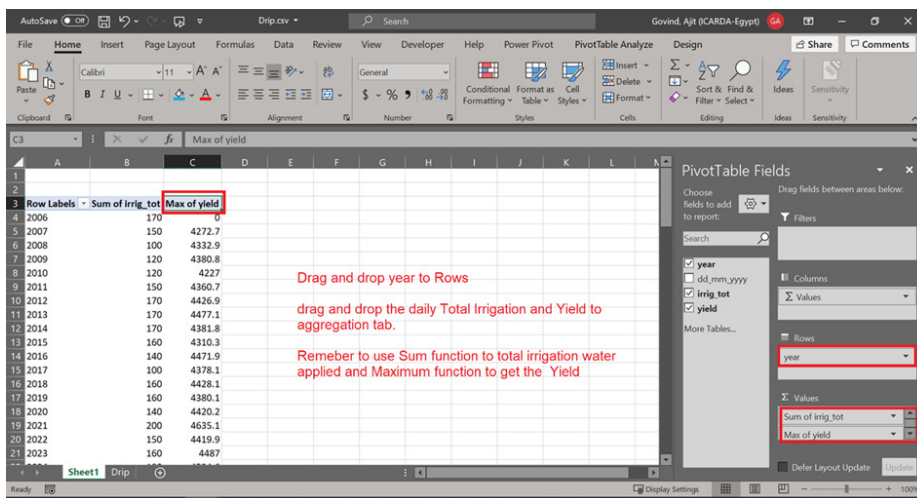 AutoSave Off Drip.csv Search Govind, Ajit (ICARDA-Egypt) GA
File Home Insert Page Layout Formulas Data Review View Developer Help Power Pivot PivotTable Analyze Design Share Comments
Paste Calibri 11 A^ A˅ General Conditional Format as Cell Insert Delete Format Sort & Find & Ideas Sensitivity
B I U A $ % 9 Formatting Table Styles Filter Select
Clipboard Font Alignment Number Styles Cells Editing Ideas Sensitivity
C3 fx Max of yield
A B C D E F G H I J K L
1
2
3 Row Labels Sum of irrig_tot Max of yield
4 2006 170 0
5 2007 150 4272.7
6 2008 100 4332.9
7 2009 120 4380.8
8 2010 120 4227
9 2011 150 4360.7
10 2012 170 4426.9
11 2013 170 4477.1
12 2014 170 4381.8
13 2015 160 4310.3
14 2016 140 4471.9
15 2017 100 4378.1
16 2018 160 4428.1
17 2019 160 4380.1
18 2020 140 4420.2
19 2021 200 4635.1
20 2022 150 4419.9
21 2023 160 4487
Drag and drop year to Rows
drag and drop the daily Total Irrigation and Yield to
aggregation tab.
Remeber to use Sum function to total irrigation water
applied and Maximum function to get the Yield
PivotTable Fields
Choose
fields to add
to report:
Search
year
dd_mm_yyyy
irrig_tot
yield
More Tables...
Drag fields between areas below:
Filters
Columns
Σ Values
Rows
year
Σ Values
Sum of irrig_tot
Max of yield
Defer Layout Update Update
Sheet1 Drip
Ready Display Settings 100%